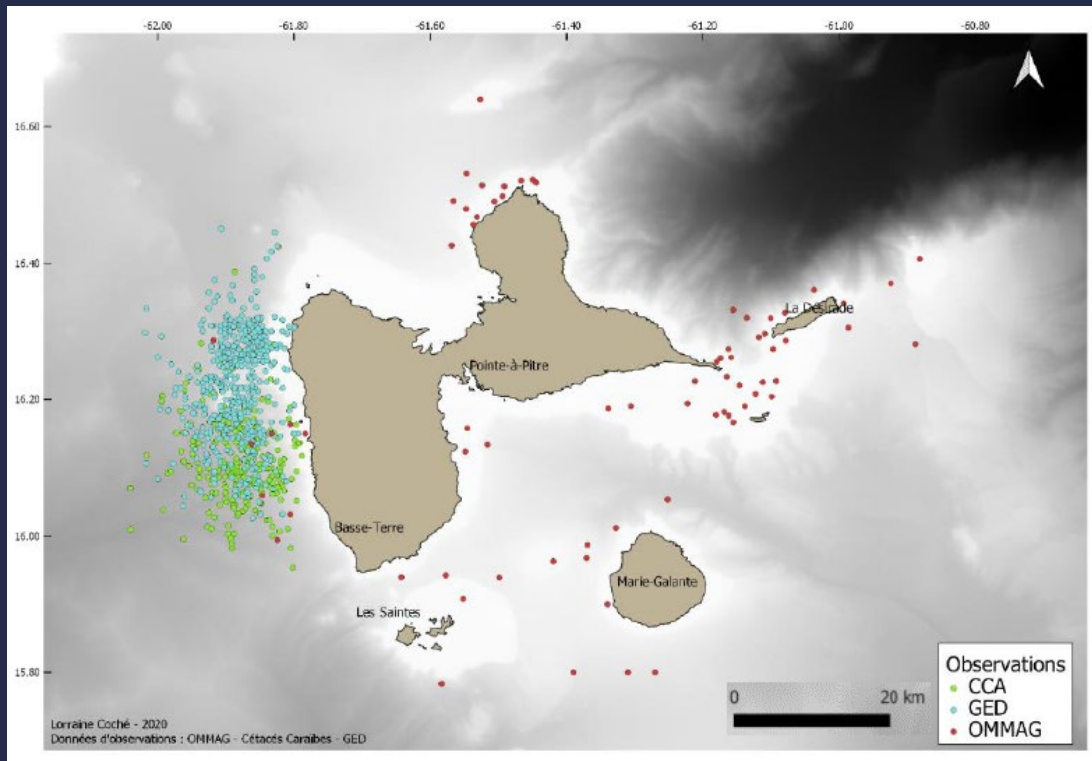 -62.00 -61.80 -61.60 -61.40 -61.20 -61.00 -60.80
16.60
16.40
La Désirade
Pointe-à-Pitre
16.20
16.00
Basse-Terre
Marie-Galante
Les Saintes
15.80
Observations
CCA
GED
OMMAG
0 20 km
Lorraine Coché - 2020
Données d'observations : OMMAG - Cétacés Caraïbes - GED